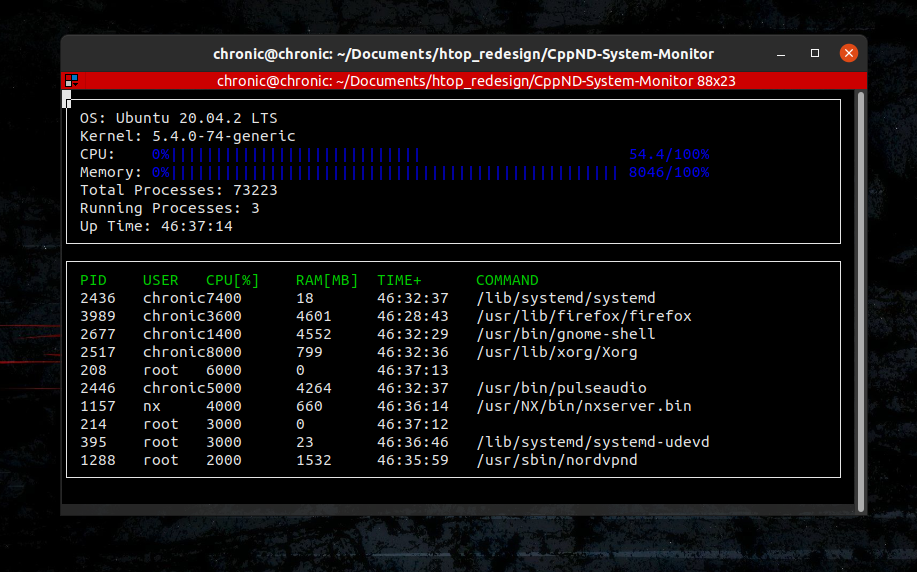 chronic@chronic: ~/Documents/htop_redesign/CppND-System-Monitor
chronic@chronic: ~/Documents/htop_redesign/CppND-System-Monitor 88x23
OS: Ubuntu 20.04.2 LTS
Kernel: 5.4.0-74-generic
CPU: 0%|||||||||||||||||||||||||||| 54.4/100%
Memory: 0%|||||||||||||||||||||||||||||||||||||||||||||||||| 8046/100%
Total Processes: 73223
Running Processes: 3
Up Time: 46:37:14
PID USER CPU[%] RAM[MB] TIME+ COMMAND
2436 chronic7400 18 46:32:37 /lib/systemd/systemd
3989 chronic3600 4601 46:28:43 /usr/lib/firefox/firefox
2677 chronic1400 4552 46:32:29 /usr/bin/gnome-shell
2517 chronic8000 799 46:32:36 /usr/lib/xorg/Xorg
208 root 6000 0 46:37:13
2446 chronic5000 4264 46:32:37 /usr/bin/pulseaudio
1157 nx 4000 660 46:36:14 /usr/NX/bin/nxserver.bin
214 root 3000 0 46:37:12
395 root 3000 23 46:36:46 /lib/systemd/systemd-udevd
1288 root 2000 1532 46:35:59 /usr/sbin/nordvpnd